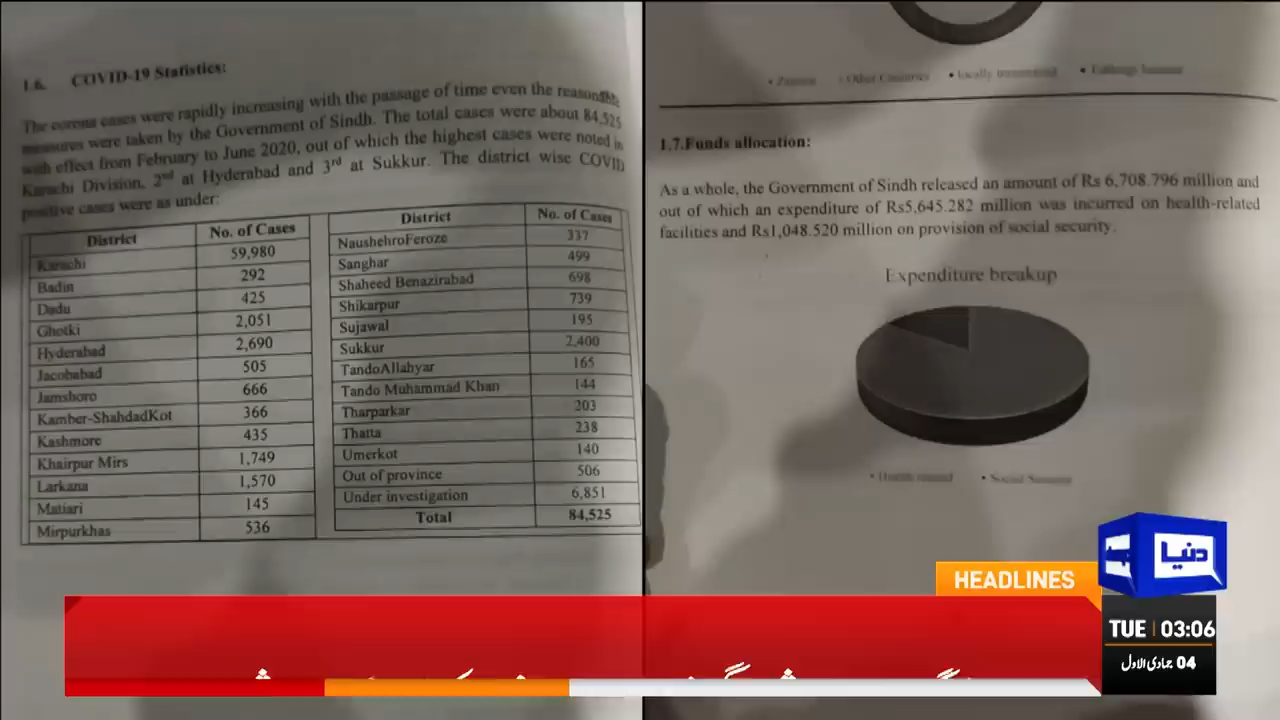 1.6. COVID-19 Statistics:
The corona cases were rapidly increasing with the passage of time even the reasonable
measures were taken by the Government of Sindh. The total cases were about 84,525
with effect from February to June 2020, out of which the highest cases were noted in
Karachi Division, 2nd at Hyderabad and 3rd at Sukkur. The district wise COVID
positive cases were as under:
District No. of Cases
Karachi 59,980
Badin 292
Dadu 425
Ghotki 2,051
Hyderabad 2,690
Jacobabad 505
Jamshoro 666
Kamber-ShahdadKot 366
Kashmore 435
Khairpur Mirs 1,749
Larkana 1,570
Matiari 145
Mirpurkhas 536
District No. of Cases
NaushehroFeroze 337
Sanghar 499
Shaheed Benazirabad 698
Shikarpur 739
Sujawal 195
Sukkur 2,400
TandoAllahyar 165
Tando Muhammad Khan 144
Tharparkar 203
Thatta 238
Umerkot 140
Out of province 506
Under investigation 6,851
Total 84,525
• Other Countries • locally transmitted
1.7.Funds allocation:
As a whole, the Government of Sindh released an amount of Rs 6,708.796 million and
out of which an expenditure of Rs5,645.282 million was incurred on health-related
facilities and Rs1,048.520 million on provision of social security.
Expenditure breakup
• Health related • Social Security
دنیا
HEADLINES
TUE 03:06
04 جمادی الاول